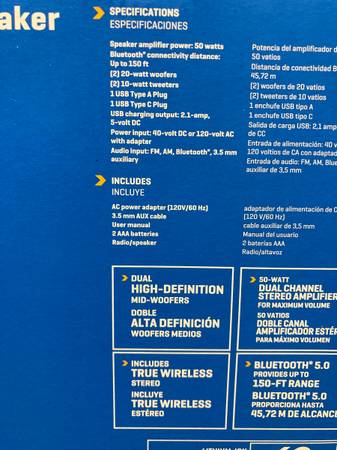 aker
SPECIFICATIONS
ESPECIFICACIONES
Speaker amplifier power: 50 watts
Bluetooth® connectivity distance:
Up to 150 ft
(2) 20-watt woofers
(2) 10-watt tweeters
1 USB Type A Plug
1 USB Type C Plug
USB charging output: 2.1-amp,
5-volt DC
Power input: 40-volt DC or 120-volt AC
with adapter
Audio input: FM, AM, Bluetooth®, 3.5 mm
auxiliary
Potencia del amplificador d
50 vatios
Distancia de conectividad B
45,72 m
(2) woofers de 20 vatios
(2) tweeters de 10 vatios
1 enchufe USB tipo A
1 enchufe USB tipo C
Salida de carga USB: 2,1 amp
de CC
Entrada de alimentación: 40 v
120 voltios de CA con adaptad
Entrada de audio: FM, AM, B
auxiliar de 3,5 mm
INCLUDES
INCLUYE
AC power adapter (120V/60 Hz)
3.5 mm AUX cable
User manual
2 AAA batteries
Radio/speaker
adaptador de alimentación de C
(120 V/60 Hz)
cable auxiliar de 3,5 mm
Manual del usuario
2 baterías AAA
Radio/altavoz
DUAL
HIGH-DEFINITION
MID-WOOFERS
DOBLE
ALTA DEFINICIÓN
WOOFERS MEDIOS
50-WATT
DUAL CHANNEL
STEREO AMPLIFIER
FOR MAXIMUM VOLUME
50 VATIOS
DOBLE CANAL
AMPLIFICADOR ESTÉR
PARA MÁXIMO VOLUMEN
INCLUDES
TRUE WIRELESS
STEREO
INCLUYE
TRUE WIRELESS
ESTÉREO
BLUETOOTH® 5.0
PROVIDES UP TO
150-FT RANGE
BLUETOOTH® 5.0
PROPORCIONA HASTA
45,72 M DE ALCANCE